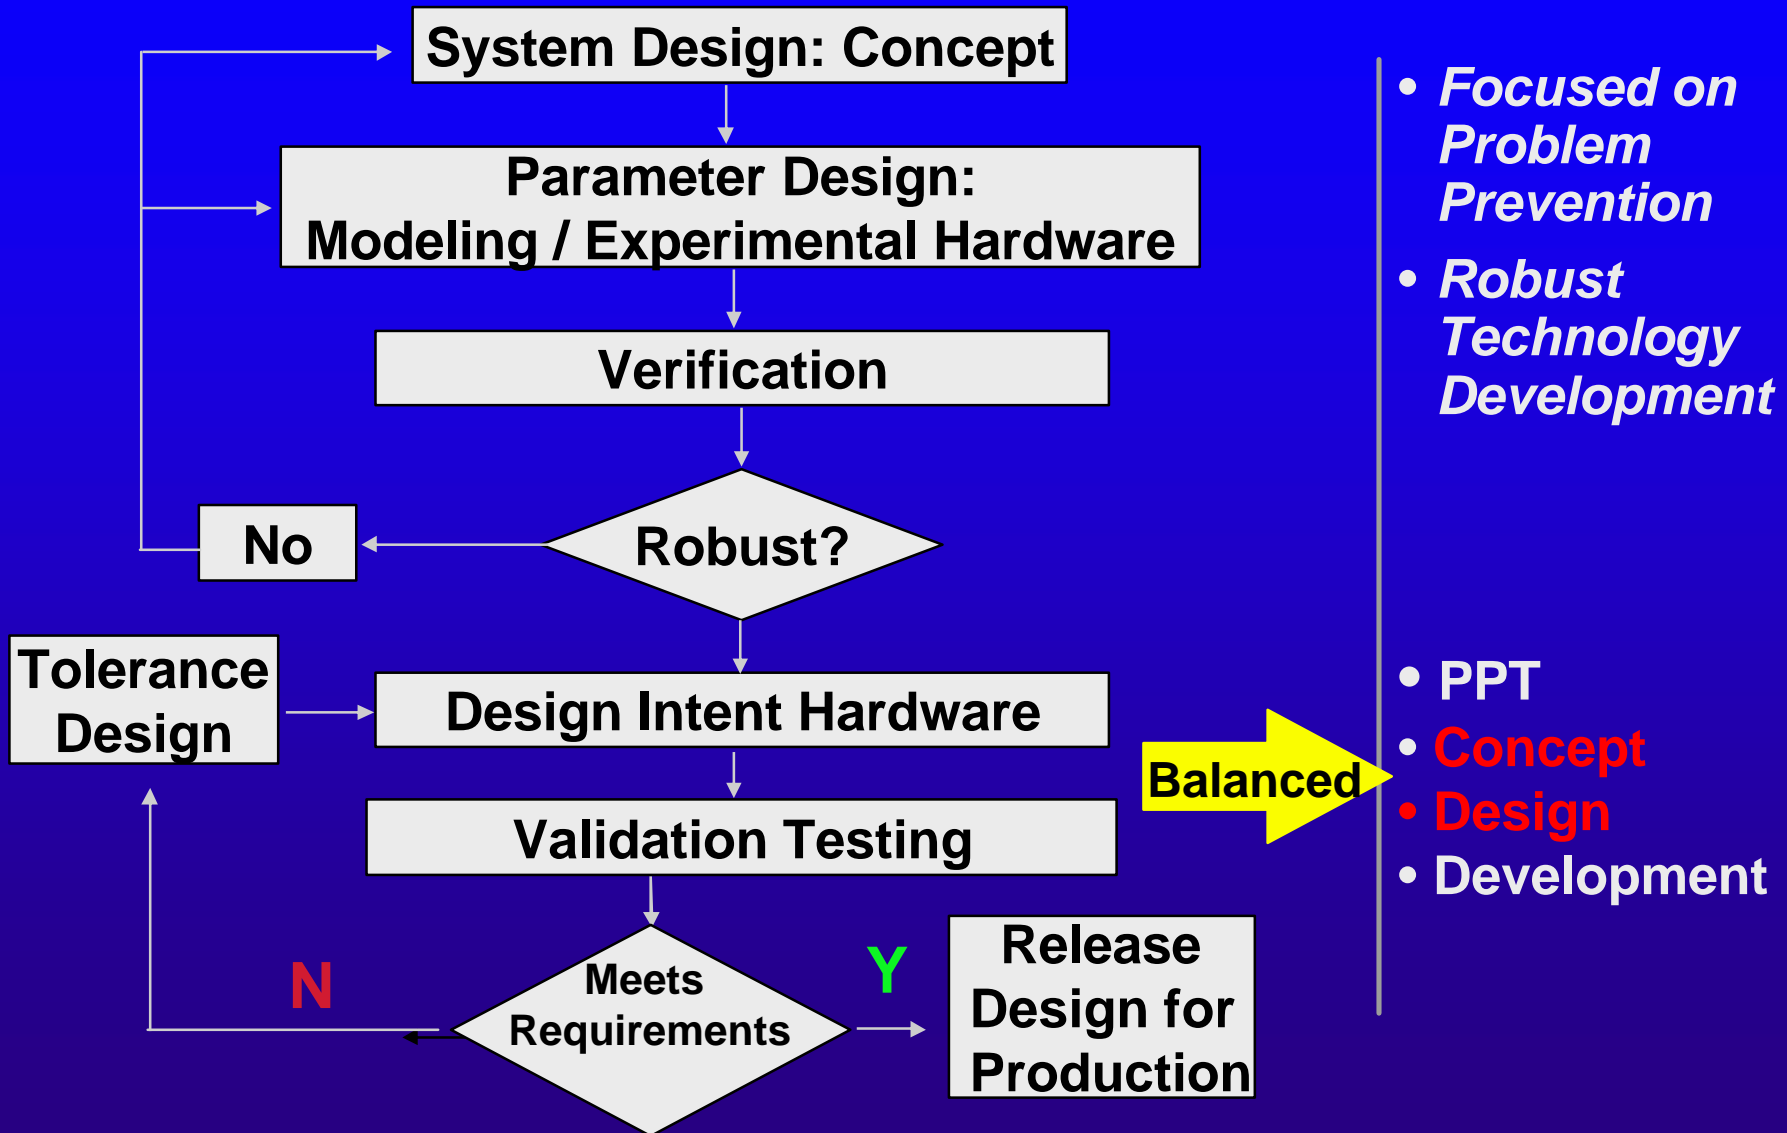 System Design: Concept
Parameter Design:
Modeling / Experimental Hardware
Verification
Robust?
No
Tolerance
Design
Design Intent Hardware
Validation Testing
Meets
Requirements
N
Y
Release
Design for
Production
Balanced
• Focused on
Problem
Prevention
• Robust
Technology
Development
• PPT
• Concept
• Design
• Development